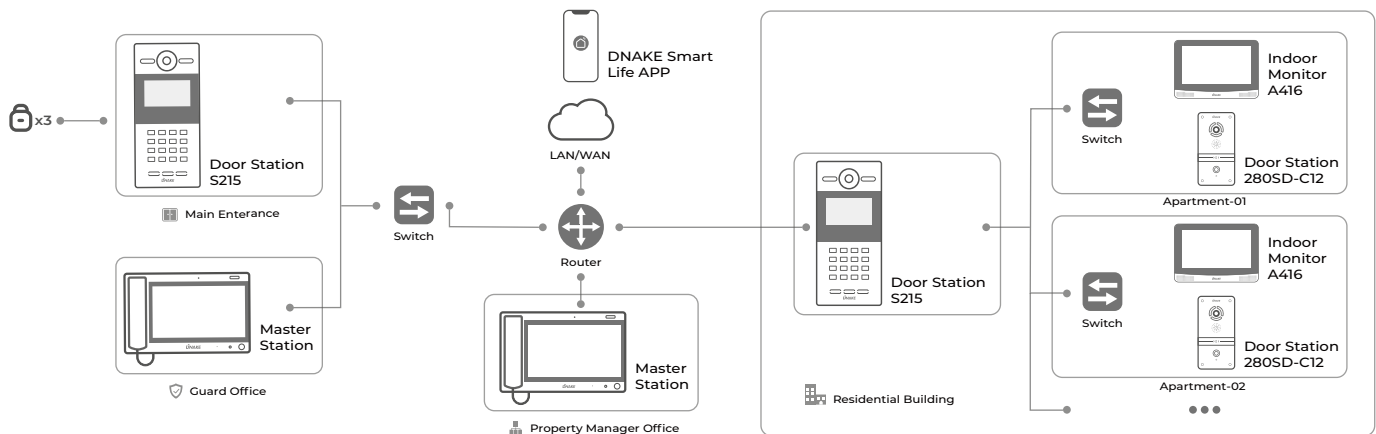 x3
Door Station
S215
Main Enterance
Master
Station
Guard Office
Switch
DNAKE Smart
Life APP
LAN/WAN
Router
Master
Station
Property Manager Office
Door Station
S215
Residential Building
Switch
Indoor
Monitor
A416
Door Station
280SD-C12
Apartment-01
Switch
Indoor
Monitor
A416
Door Station
280SD-C12
Apartment-02